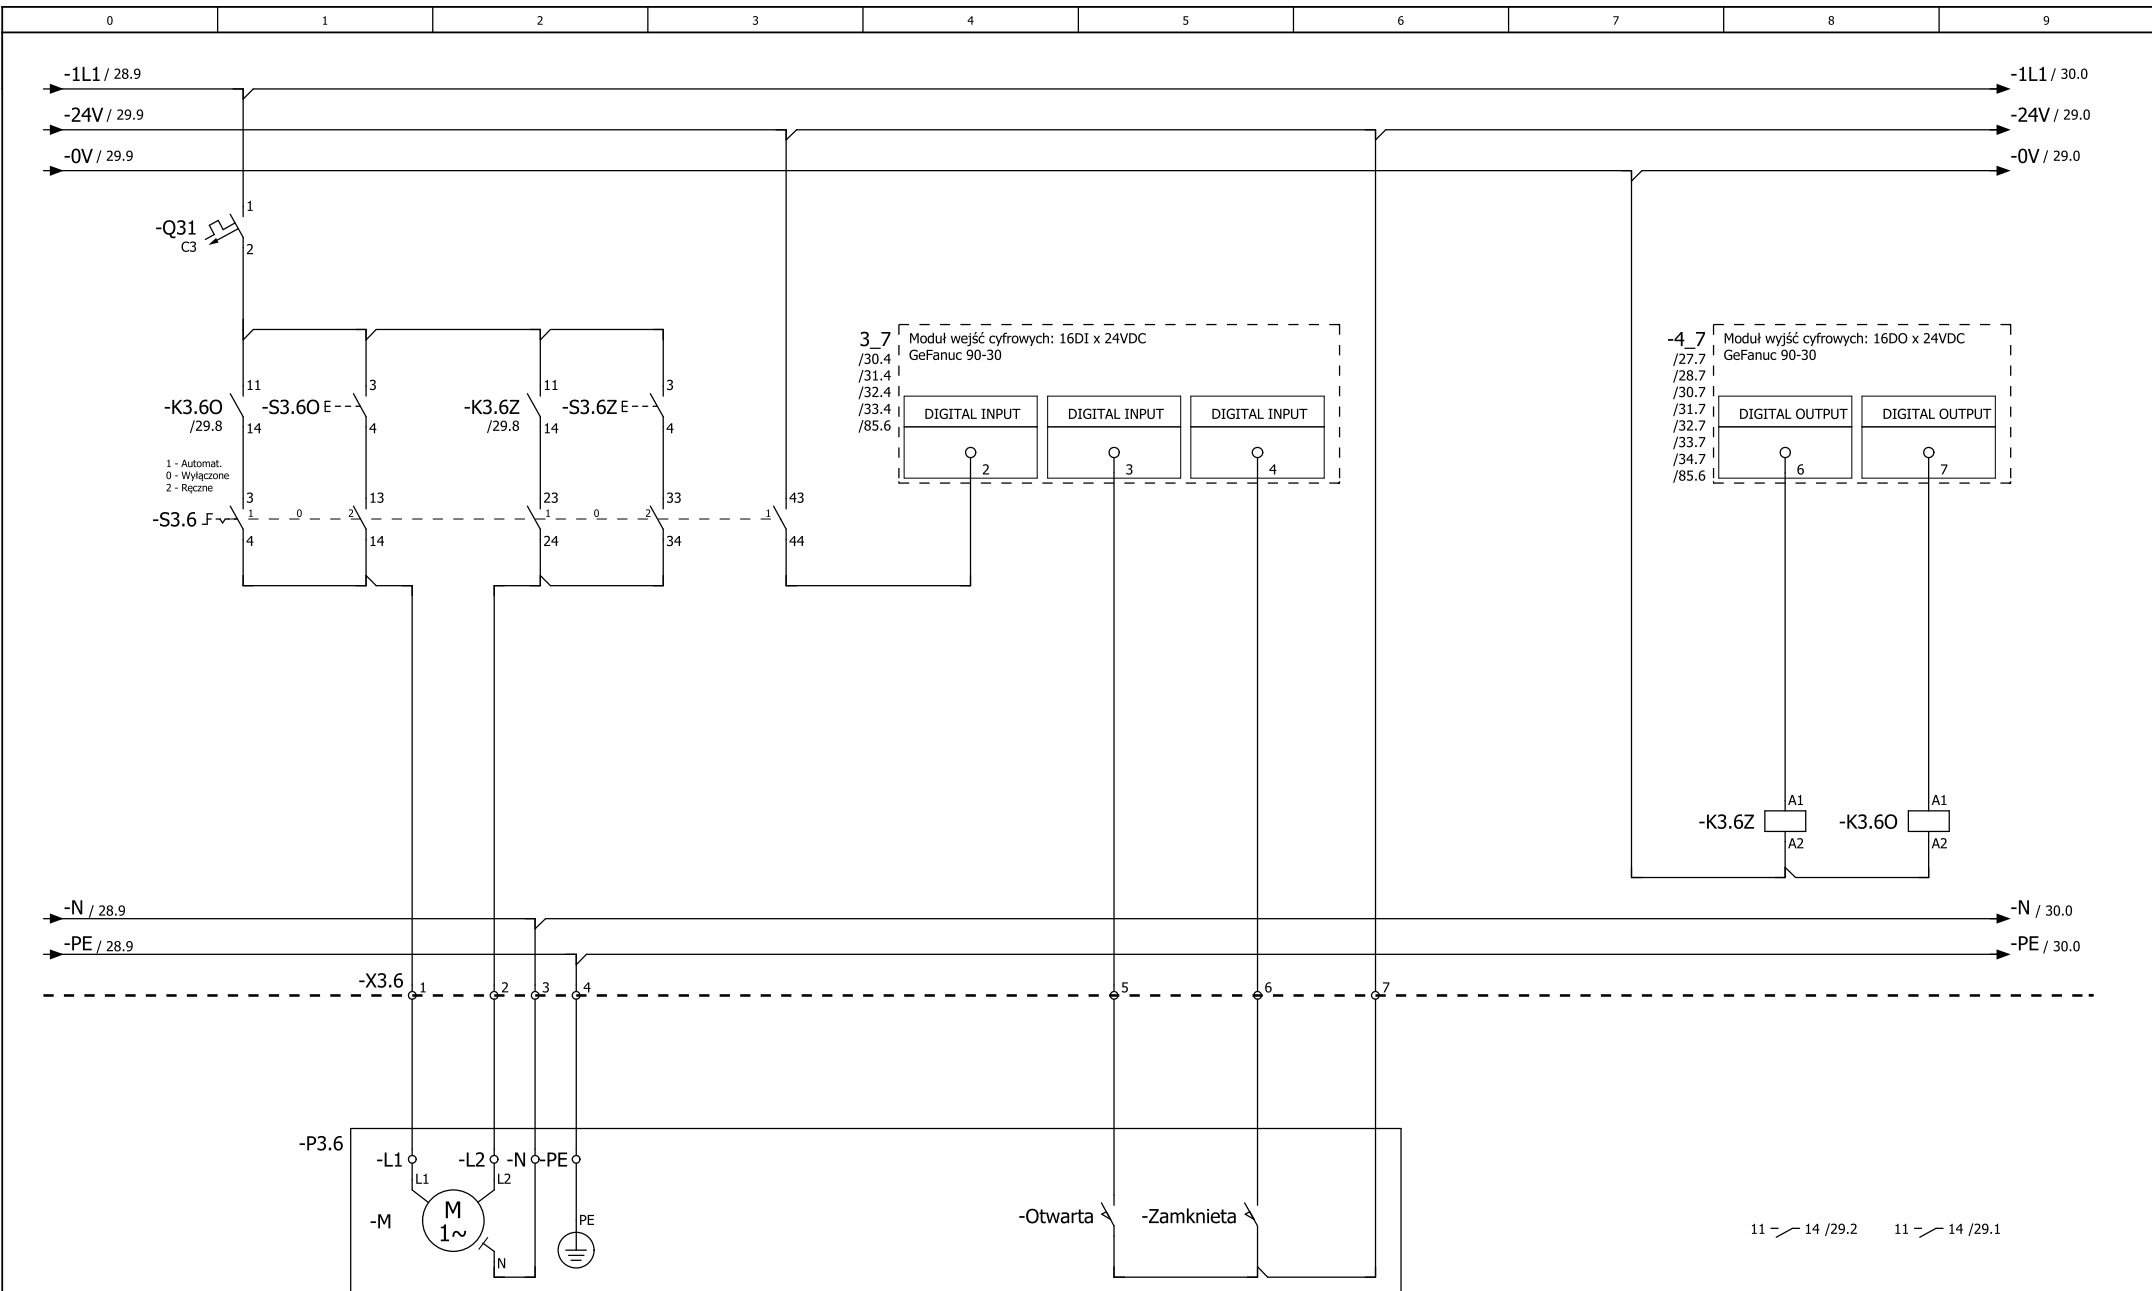 0 1 2 3 4 5 6 7 8 9
-1L1 / 28.9
-1L1 / 30.0
-24V / 29.9
-24V / 29.0
-0V / 29.9
-0V / 29.0
1
-Q31
C3
2
3_7
/30.4
/31.4
/32.4
/33.4
/85.6
Moduł wejść cyfrowych: 16DI x 24VDC
GeFanuc 90-30
DIGITAL INPUT
2
DIGITAL INPUT
3
DIGITAL INPUT
4
-4_7
/27.7
/28.7
/30.7
/31.7
/32.7
/33.7
/34.7
/85.6
Moduł wyjść cyfrowych: 16DO x 24VDC
GeFanuc 90-30
DIGITAL OUTPUT
6
DIGITAL OUTPUT
7
11 3 11 3
-K3.6O
/29.8
-S3.6O E
-K3.6Z
/29.8
-S3.6Z E
14 4 14 4
1 - Automat.
0 - Wyłączone
2 - Ręczne
3 13 23 33 43
-S3.6
1 0 2 1 0 2 1
4 14 24 34 44
A1 A1
-K3.6Z -K3.6O
A2 A2
-N / 28.9
-N / 30.0
-PE / 28.9
-PE / 30.0
-X3.6
1 2 3 4 5 6 7
-P3.6
-L1 -L2 -N -PE
L1 L2
-M
M
1~
N
PE
-Otwarta
-Zamknieta
11 14 /29.2
11 14 /29.1